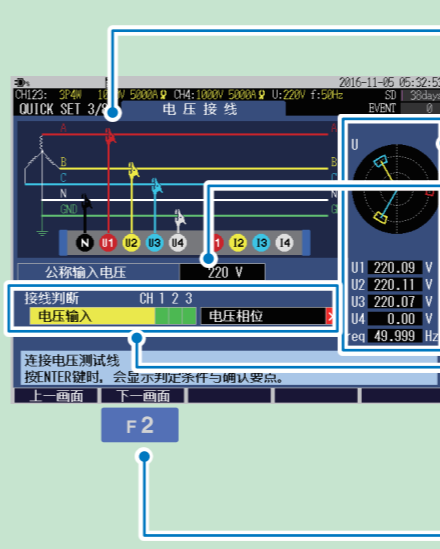 2016-11-05 05:32:53
CH123: 3P4W 10 V 5000A CH4:1000V 5000A U:220V f:50Hz SD 38days
QUICK SET 3/ 电压接线 EVENT 0
A A
U
B B
C
N
GND G
N U1 U2 U3 U4 1 I2 I3 I4
公称输入电压 220 V
U1 220.09 V
U2 220.11 V
接线判断 CH 1 2 3
U3 220.07 V
电压输入 电压相位 ×
U4 0.00 V
req 49.999 Hz
连接电压测试线
按ENTER键时, 会显示判定条件与确认要点。
上一画面 下一画面
F2